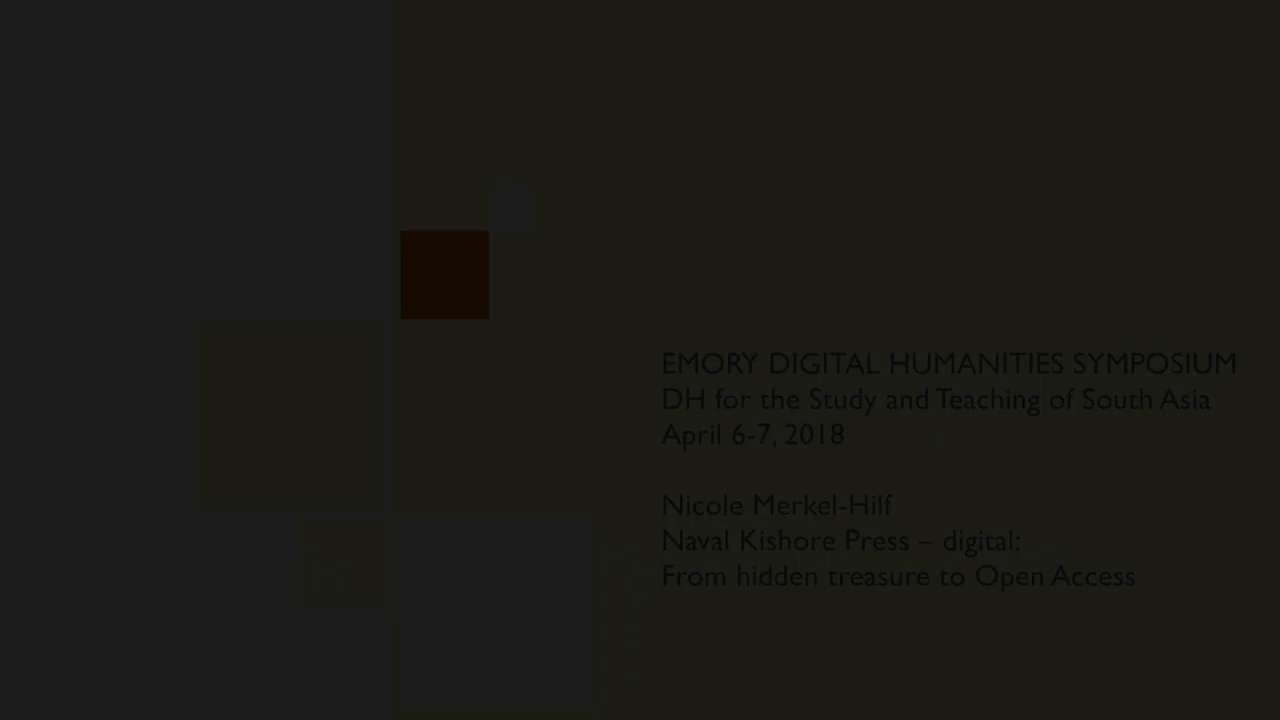 EMORY DIGITAL HUMANITIES SYMPOSIUM
DH for the Study and Teaching of South Asia
April 6-7, 2018
Nicole Merkel-Hilf
Naval Kishore Press – digital:
From hidden treasure to Open Access